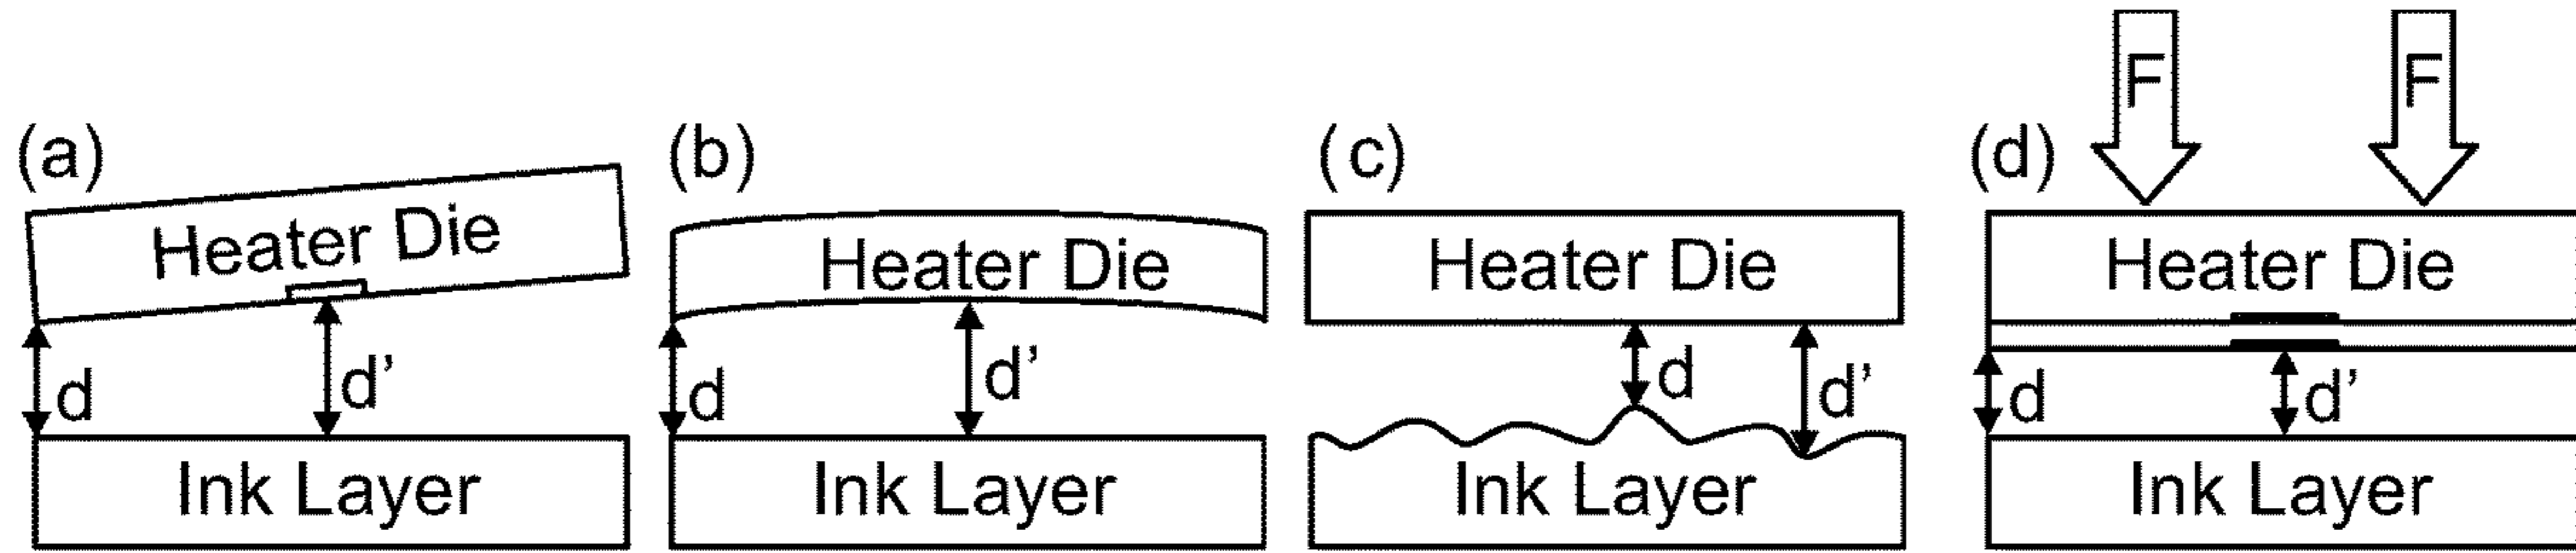 (a)
Heater Die
d
d’
Ink Layer
(b)
Heater Die
d
d’
Ink Layer
(c)
Heater Die
d
d’
Ink Layer
(d)
F
F
Heater Die
d
d’
Ink Layer